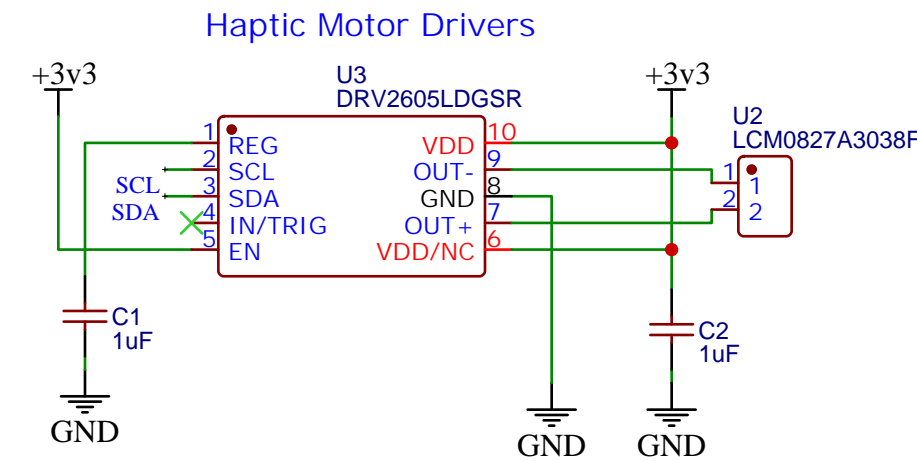 Haptic Motor Drivers
+3v3
U3
DRV2605LDGSR
+3v3
U2
LCM0827A3038F
1
REG
VDD
10
2
SCL
OUT-
9
1
1
SCL
3
SDA
GND
8
2
2
SDA
4
IN/TRIG
OUT+
7
5
EN
VDD/NC
6
C1
1uF
C2
1uF
GND
GND
GND